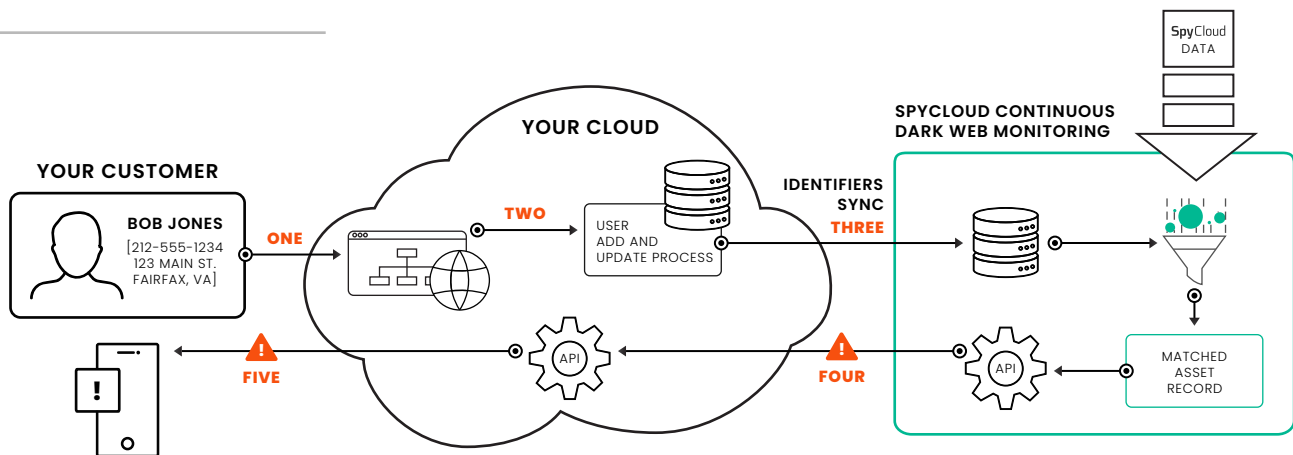 SpyCloud
DATA
SPYCLOUD CONTINUOUS
DARK WEB MONITORING
YOUR CLOUD
YOUR CUSTOMER
BOB JONES
[212-555-1234
123 MAIN ST.
FAIRFAX, VA]
ONE
TWO
USER
ADD AND
UPDATE PROCESS
IDENTIFIERS
SYNC
THREE
!
FIVE
API
!
FOUR
API
MATCHED
ASSET
RECORD
!